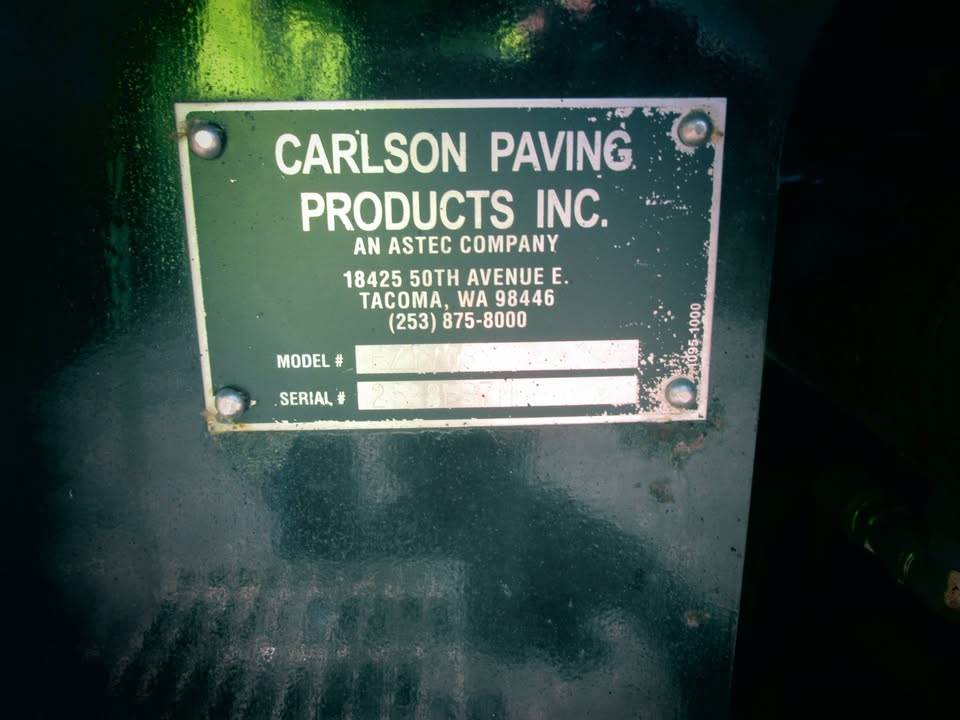 CARLSON PAVING
PRODUCTS INC.
AN ASTEC COMPANY
18425 50TH AVENUE E.
TACOMA, WA 98446
(253) 875-8000
MODEL #
SERIAL #